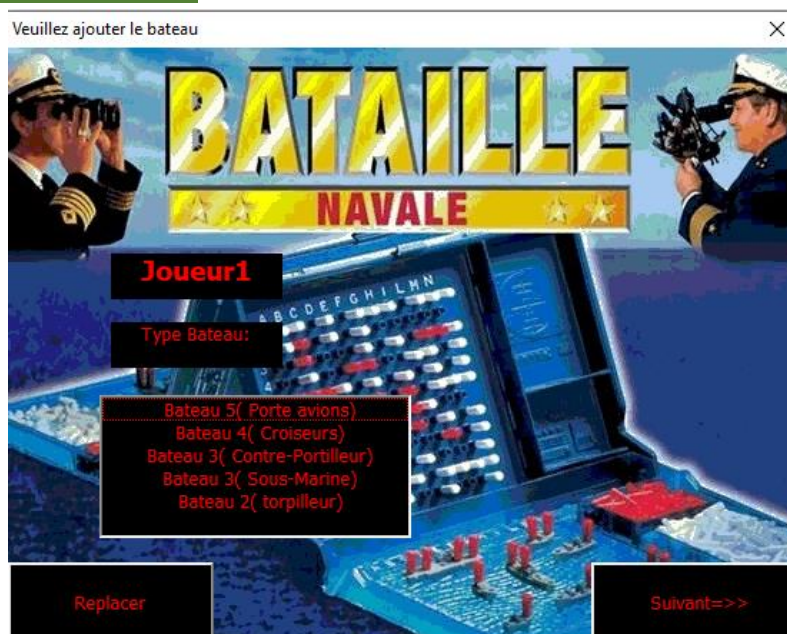 Veuillez ajouter le bateau
BATAILLE
NAVALE
Joueur1
A B C D E F G H I L M N
Type Bateau:
Bateau 5( Porte avions)
Bateau 4( Croiseurs)
Bateau 3( Contre-Portilleur)
Bateau 3( Sous-Marine)
Bateau 2( torpilleur)
Replacer
Suivant=>>